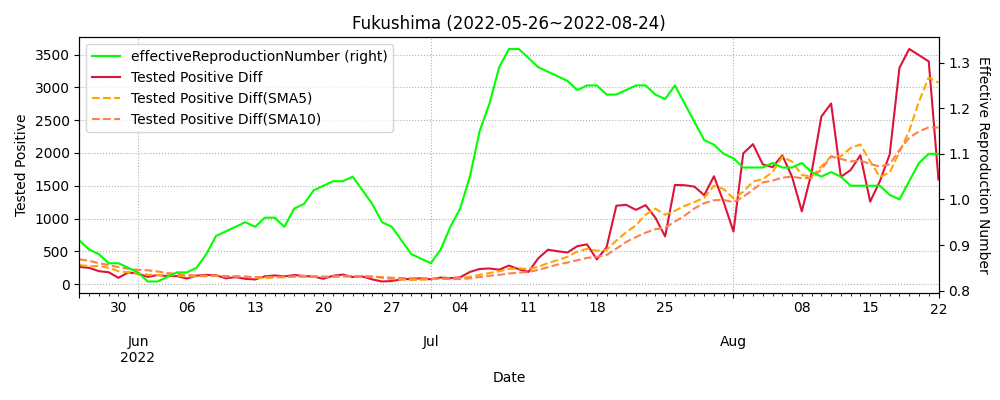 Fukushima (2022-05-26~2022-08-24)
effectiveReproductionNumber (right)
Tested Positive Diff
Tested Positive Diff(SMA5)
Tested Positive Diff(SMA10)
Tested Positive
3500
3000
2500
2000
1500
1000
500
0
Effective Reproduction Number
1.3
1.2
1.1
1.0
0.9
0.8
30 06 13 20 27 04 11 18 25 08 15 22
Jun Jul Aug
2022
Date